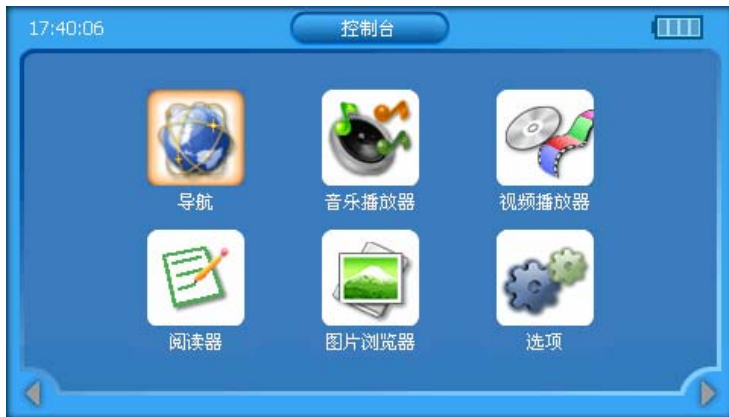 17:40:06
控制台
导航
音乐播放器
视频播放器
阅读器
图片浏览器
选项